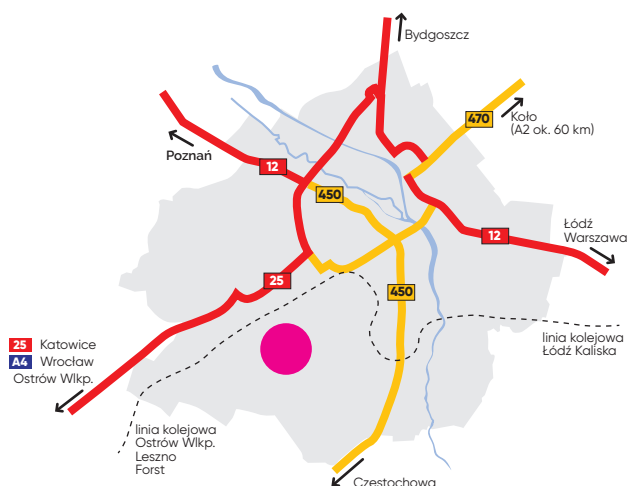 Bydgoszcz
470
Koło
(A2 ok. 60 km)
Poznań
12
450
12
Łódź
Warszawa
25
450
25 Katowice
A4 Wrocław
Ostrów Wlkp.
linia kolejowa
Łódź Kaliska
linia kolejowa
Ostrów Wlkp.
Leszno
Forst
Częstochowa